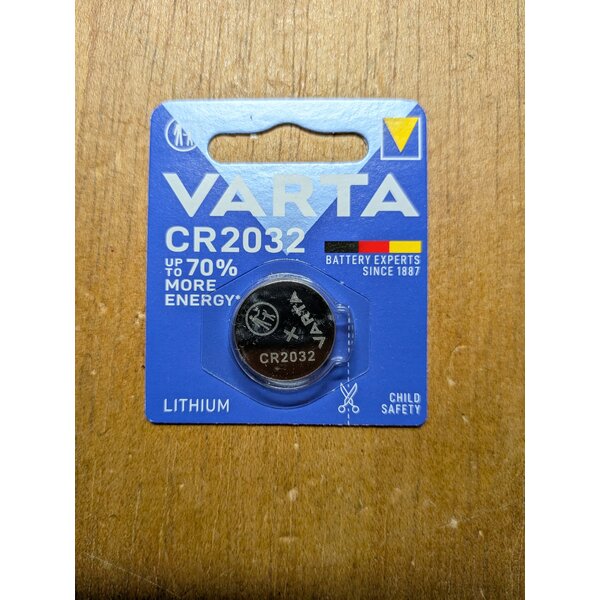 VARTA
CR2032
UP TO 70%
MORE
ENERGY*
BATTERY EXPERTS
SINCE 1887
VARTA
+
CR2032
LITHIUM
CHILD
SAFETY